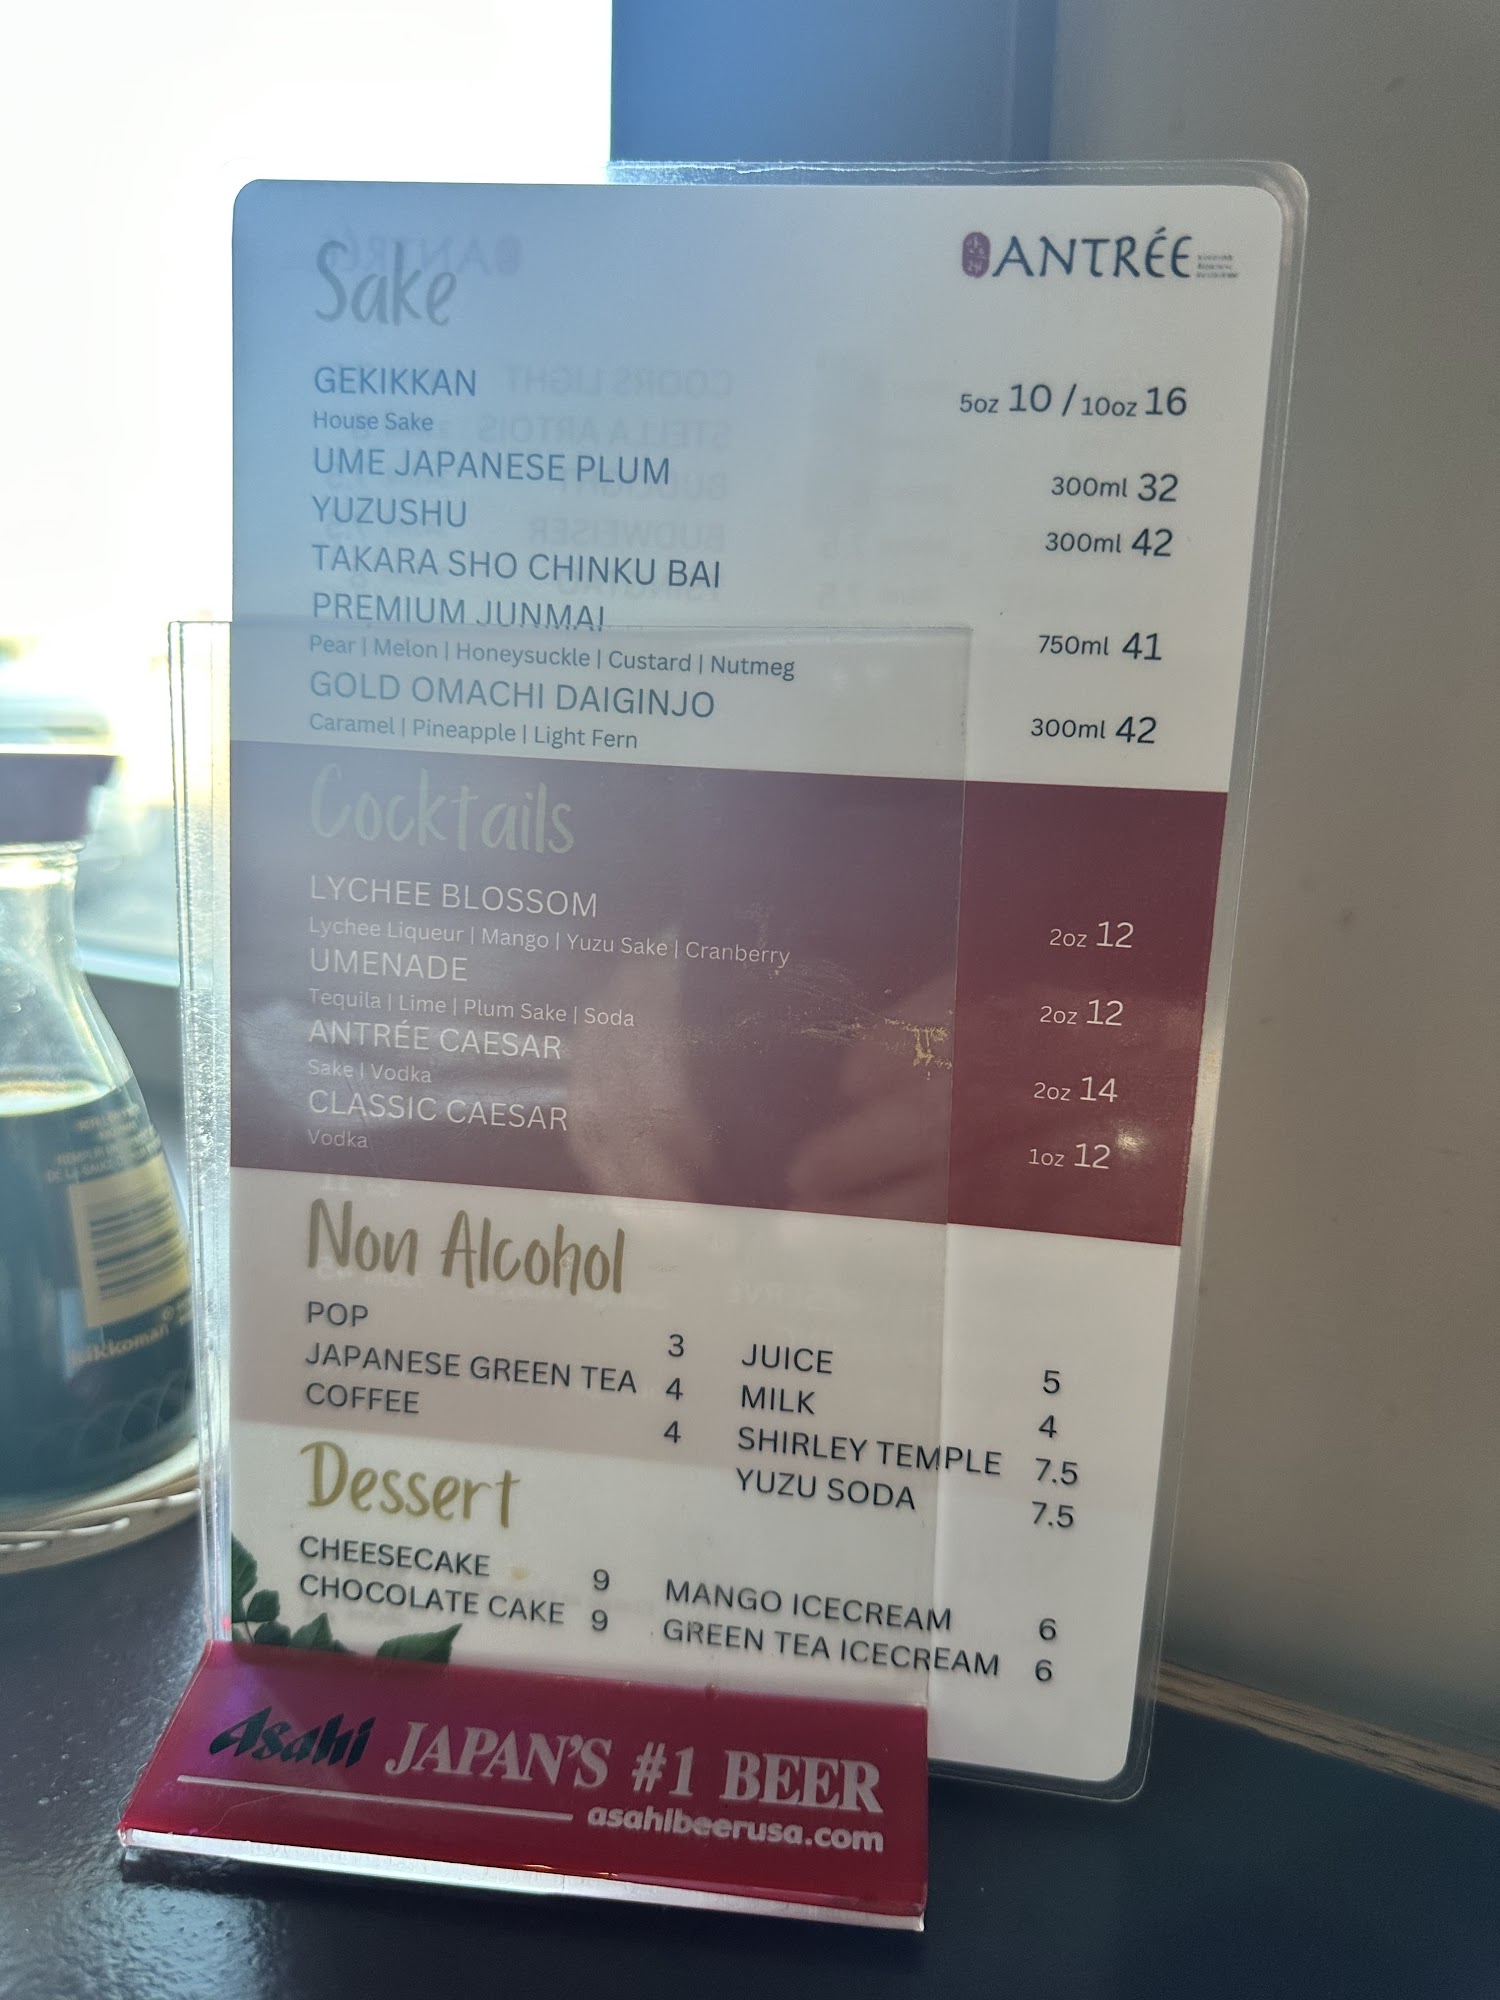 Sake
ANTRÉE
GEKIKKAN 5oz 10 / 10oz 16
House Sake
UME JAPANESE PLUM 300ml 32
YUZUSHU 300ml 42
TAKARA SHO CHINKU BAI
PREMIUM JUNMAI 750ml 41
Pear | Melon | Honeysuckle | Custard | Nutmeg
GOLD OMACHI DAIGINJO 300ml 42
Caramel | Pineapple | Light Fern
Cocktails
LYCHEE BLOSSOM 2oz 12
Lychee Liqueur | Mango | Yuzu Sake | Cranberry
UMENADE 2oz 12
Tequila | Lime | Plum Sake | Soda
ANTRÉE CAESAR 2oz 14
Sake | Vodka
CLASSIC CAESAR 1oz 12
Vodka
Non Alcohol
POP 3
JAPANESE GREEN TEA 4
COFFEE 4
JUICE 5
MILK 4
SHIRLEY TEMPLE 7.5
YUZU SODA 7.5
Dessert
CHEESECAKE 9
CHOCOLATE CAKE 9
MANGO ICECREAM 6
GREEN TEA ICECREAM 6
Asahi JAPAN'S #1 BEER
asahibeerusa.com
kikkoman